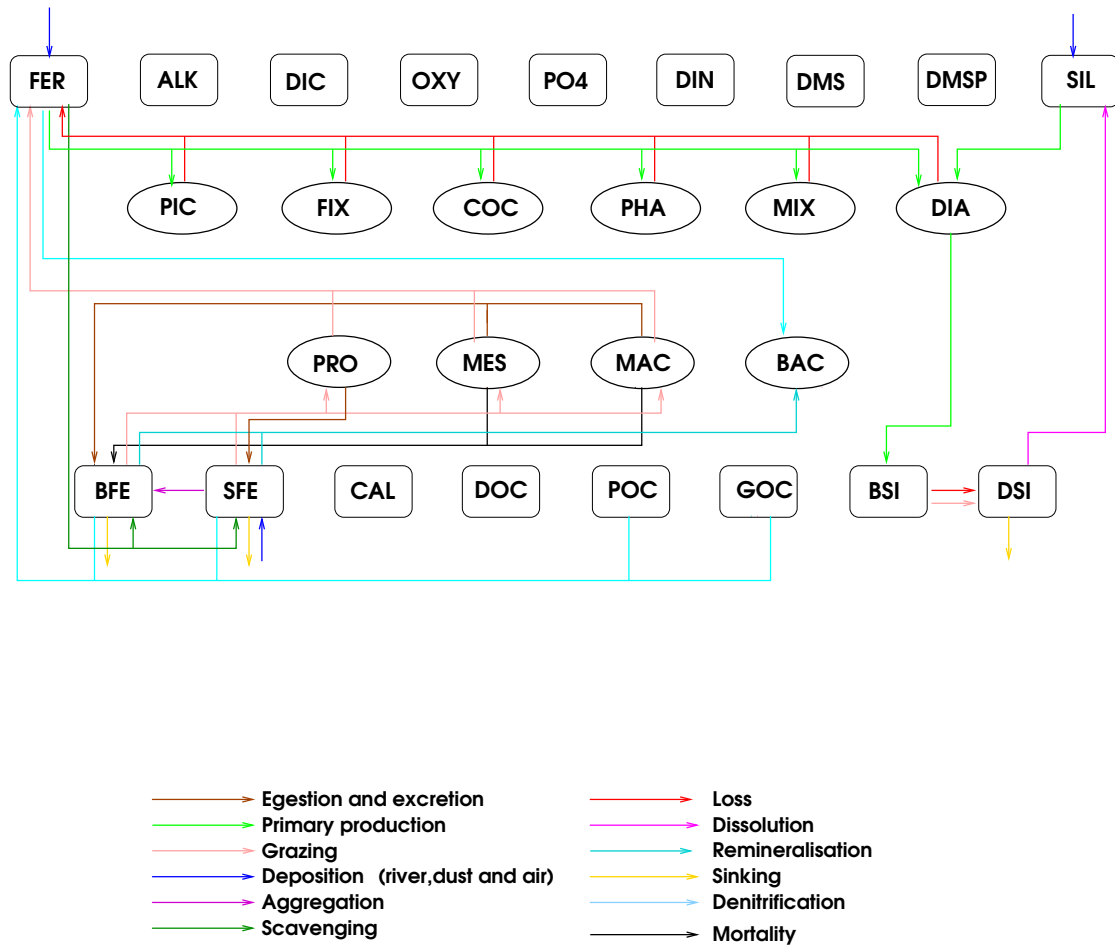 FER ALK DIC OXY PO4 DIN DMS DMSP SIL
PIC FIX COC PHA MIX DIA
PRO MES MAC BAC
BFE SFE CAL DOC POC GOC BSI DSI
Egestion and excretion
Primary production
Grazing
Deposition (river,dust and air)
Aggregation
Scavenging
Loss
Dissolution
Remineralisation
Sinking
Denitrification
Mortality